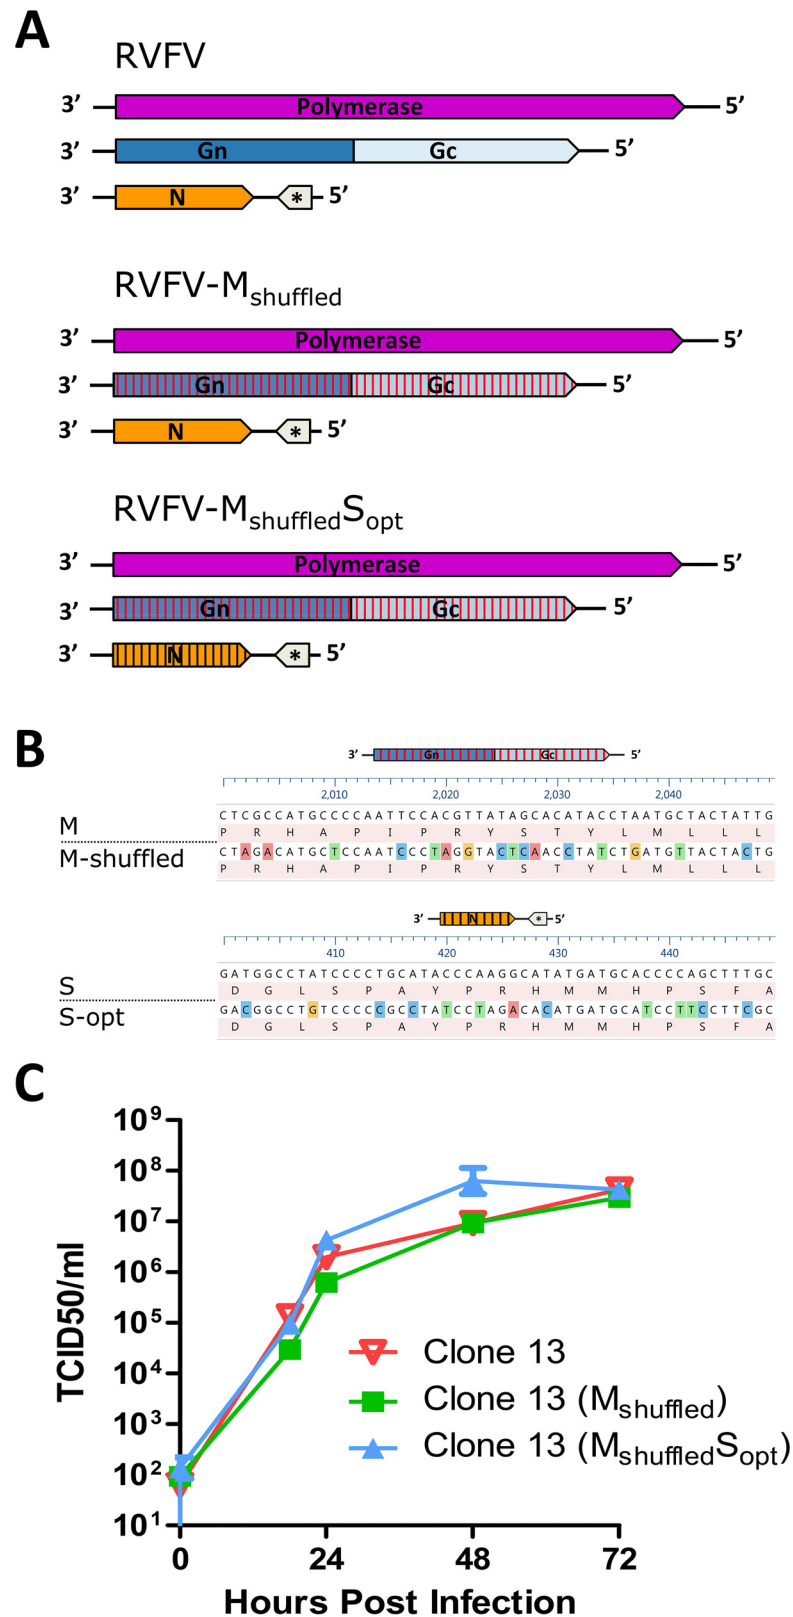 A
RVFV
3’ Polymerase 5’
3’ Gn Gc 5’
3’ N * 5’
RVFV-Mshuffled
3’ Polymerase 5’
3’ Gn Gc 5’
3’ N * 5’
RVFV-MshuffledSopt
3’ Polymerase 5’
3’ Gn Gc 5’
3’ N * 5’
B
3’ Gn Gc 5’
2,010 2,020 2,030 2,040
CTCGCCATGCCCCAATTCCACGTTATAGCACATACCTAATGCTACTATTG
M P R H A P I P R Y S T Y L M L L L
M-shuffled CTAGACATGCTCCAATCCCTAGGTACTCAACCTATCTGATGTTACTACTG
P R H A P I P R Y S T Y L M L L L
3’ N * 5’
410 420 430 440
GATGGCCTATCCCCTGCATACCCAAGGCATATGATGCACCCCAGCTTTGC
S D G L S P A Y P R H M M H P S F A
S-opt GACGGCCTGTCCCCCGCCTATCCTAGACACATGATGCATCCTTCCTTCGC
D G L S P A Y P R H M M H P S F A
C
10⁹
10⁸
10⁷
10⁶
10⁵
10⁴
10³
10²
10¹
TCID50/ml
Clone 13
Clone 13 (Mshuffled)
Clone 13 (MshuffledSopt)
0 24 48 72
Hours Post Infection